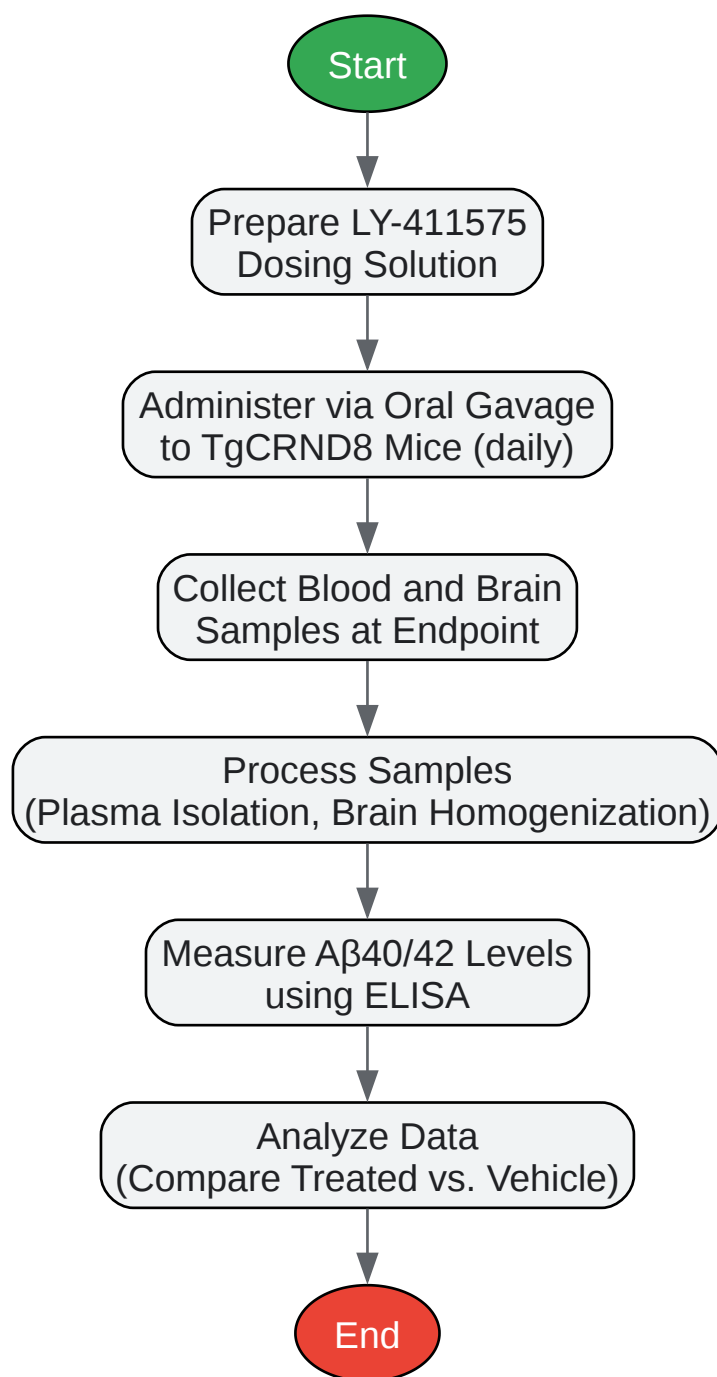 Start
Prepare LY-411575
Dosing Solution
Administer via Oral Gavage
to TgCRND8 Mice (daily)
Collect Blood and Brain
Samples at Endpoint
Process Samples
(Plasma Isolation, Brain Homogenization)
Measure Aβ40/42 Levels
using ELISA
Analyze Data
(Compare Treated vs. Vehicle)
End